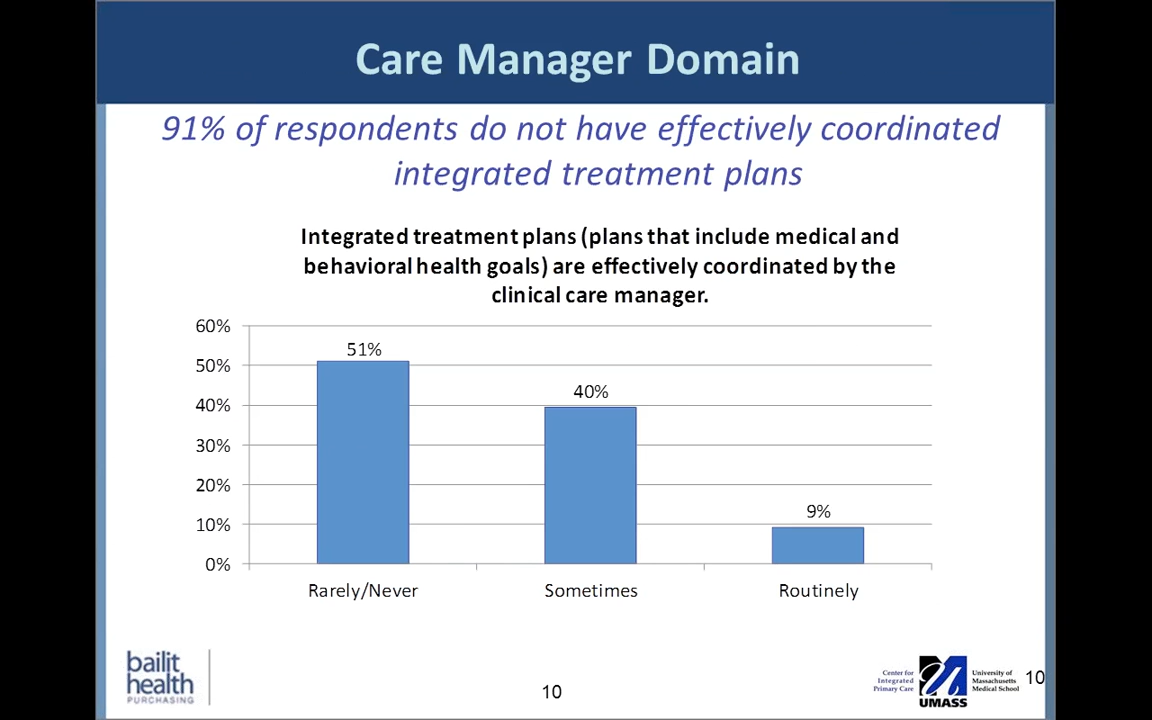 Care Manager Domain
91% of respondents do not have effectively coordinated
integrated treatment plans
Integrated treatment plans (plans that include medical and
behavioral health goals) are effectively coordinated by the
clinical care manager.
60%
50%
40%
30%
20%
10%
0%
51%
40%
9%
Rarely/Never
Sometimes
Routinely
bailit
health
PURCHASING
10
Center for
Integrated
Primary Care
UMASS
University of
Massachusetts
Medical School
10